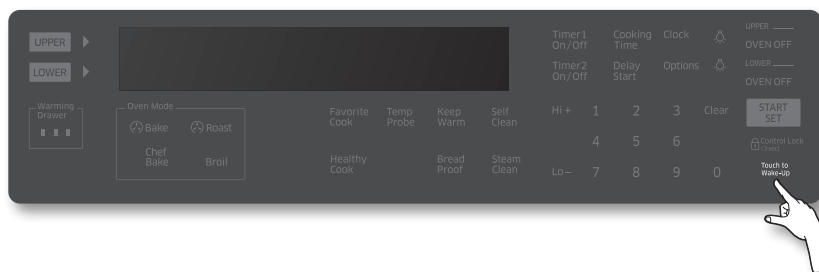 UPPER
LOWER
Warming
Drawer
Oven Mode
Bake
Roast
Chef
Bake
Broil
Favorite
Cook
Temp
Probe
Keep
Warm
Self
Clean
Healthy
Cook
Bread
Proof
Steam
Clean
Timer1
On/Off
Cooking
Time
Clock
Timer2
On/Off
Delay
Start
Options
Hi + 1 2 3 Clear
4 5 6
Lo− 7 8 9 0
UPPER
OVEN OFF
LOWER
OVEN OFF
START
SET
Control Lock
(3sec)
Touch to
Wake-Up